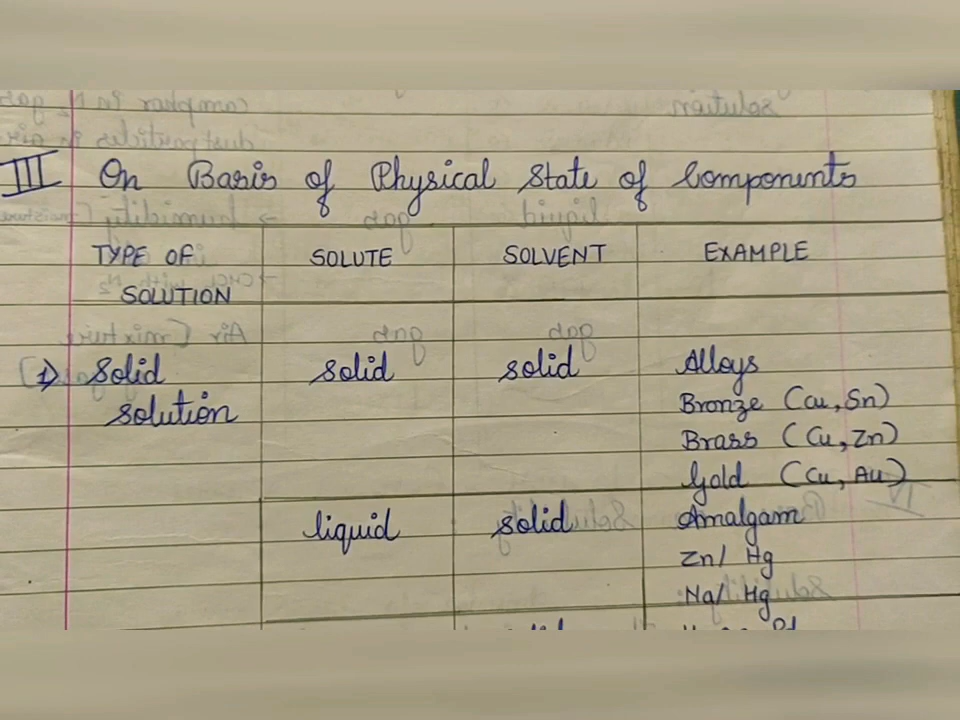 III On Basis of Physical State of Components
TYPE OF SOLUTION SOLUTE SOLVENT EXAMPLE
1) Solid solution solid solid Alloys
Bronze (Cu, Sn)
Brass (Cu, Zn)
Gold (Cu, Au)
liquid solid Amalgam
Zn/ Hg
Na/ Hg